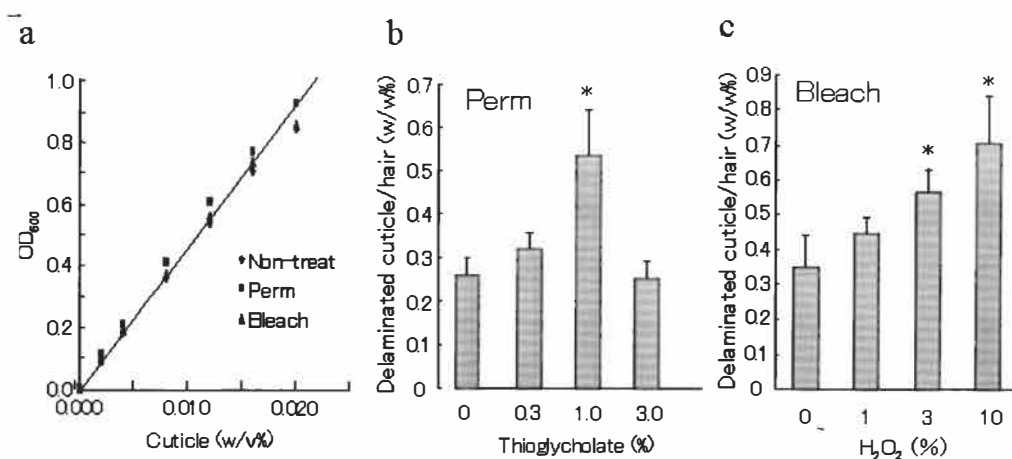 a
1.0
0.8
0.6
0.4
0.2
0.0
OD600
0.000 0.010 0.020
Cuticle (w/v%)
Non-treat
Perm
Bleach
b
Perm
*
0.7
0.6
0.5
0.4
0.3
0.2
0.1
0
Delaminated cuticle/hair (w/w%)
0 0.3 1.0 3.0
Thioglycholate (%)
c
Bleach
* *
0.9
0.8
0.7
0.6
0.5
0.4
0.3
0.2
0.1
0
Delaminated cuticle/hair (w/w%)
0 1 3 10
H₂O₂ (%)